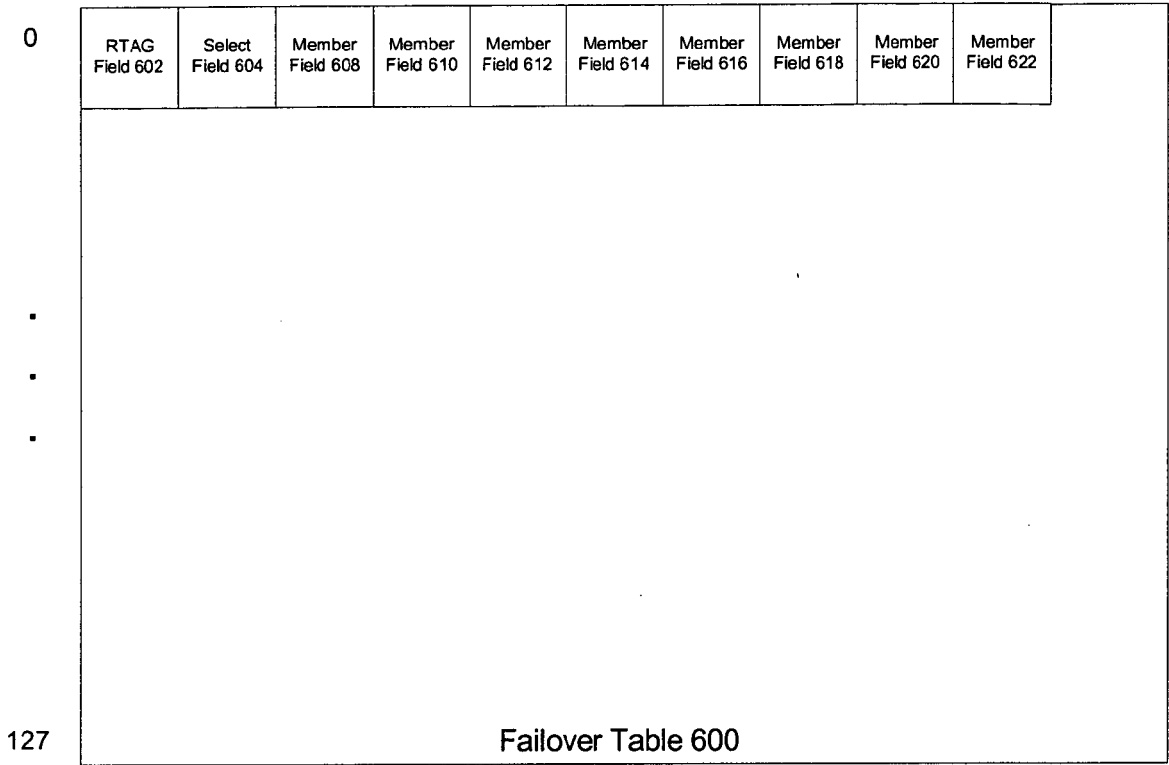 0
RTAG
Field 602
Select
Field 604
Member
Field 608
Member
Field 610
Member
Field 612
Member
Field 614
Member
Field 616
Member
Field 618
Member
Field 620
Member
Field 622
127
Failover Table 600